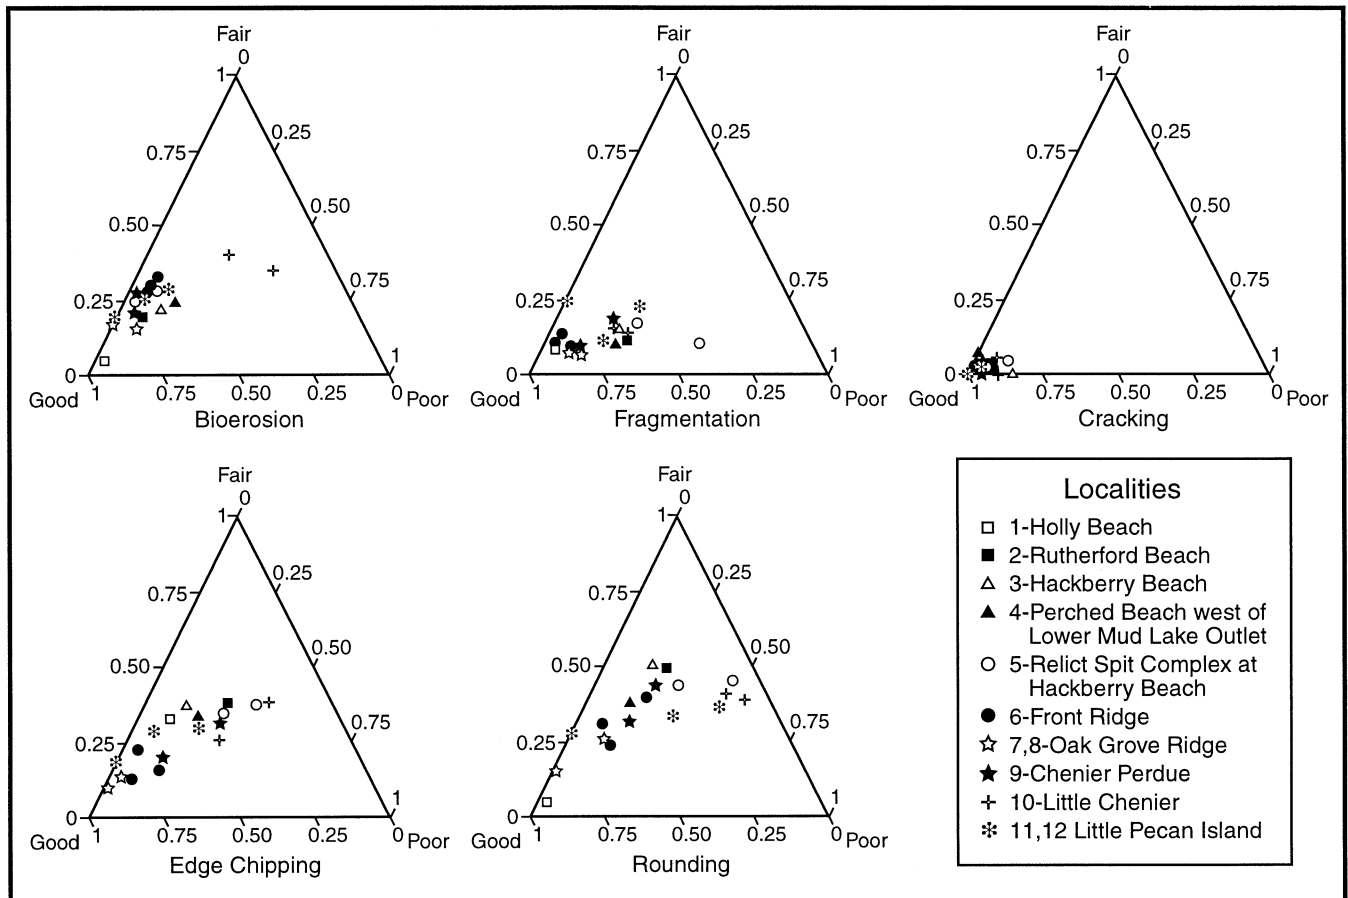 Fair
0
1
0.25
0.75
0.50
0.50
0.75
0.25
1
0
Good 1 0.75 0.50 0.25 0 Poor
Bioerosion
Fair
0
1
0.25
0.75
0.50
0.50
0.75
0.25
1
0
Good 1 0.75 0.50 0.25 0 Poor
Fragmentation
Fair
0
1
0.25
0.75
0.50
0.50
0.75
0.25
1
0
Good 1 0.75 0.50 0.25 0 Poor
Cracking
Fair
0
1
0.25
0.75
0.50
0.50
0.75
0.25
1
0
Good 1 0.75 0.50 0.25 0 Poor
Edge Chipping
Fair
0
1
0.25
0.75
0.50
0.50
0.75
0.25
1
0
Good 1 0.75 0.50 0.25 0 Poor
Rounding
Localities
1-Holly Beach
2-Rutherford Beach
3-Hackberry Beach
4-Perched Beach west of
Lower Mud Lake Outlet
5-Relict Spit Complex at
Hackberry Beach
6-Front Ridge
7,8-Oak Grove Ridge
9-Chenier Perdue
10-Little Chenier
11,12 Little Pecan Island